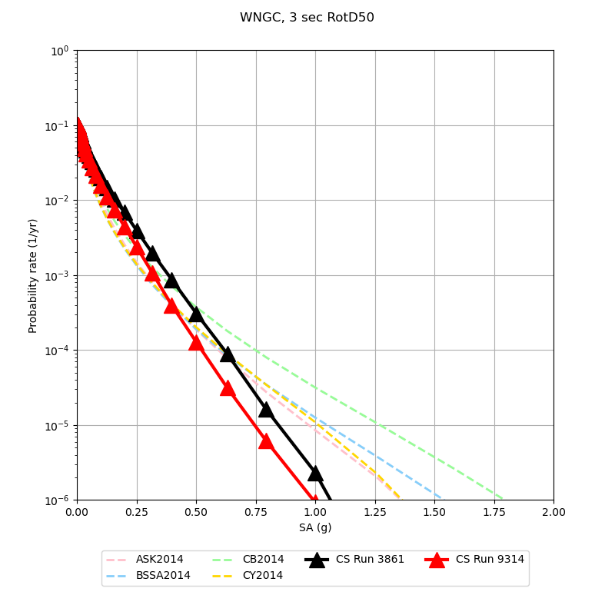 WNGC, 3 sec RotD50
Probability rate (1/yr)
10^0
10^-1
10^-2
10^-3
10^-4
10^-5
10^-6
0.00 0.25 0.50 0.75 1.00 1.25 1.50 1.75 2.00
SA (g)
ASK2014 CB2014 CS Run 3861 CS Run 9314
BSSA2014 CY2014